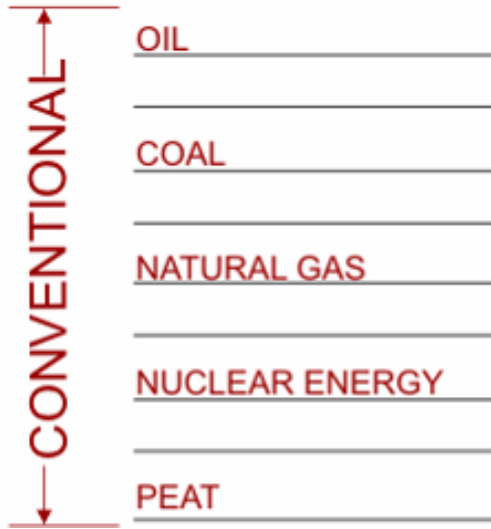 CONVENTIONAL
OIL
COAL
NATURAL GAS
NUCLEAR ENERGY
PEAT